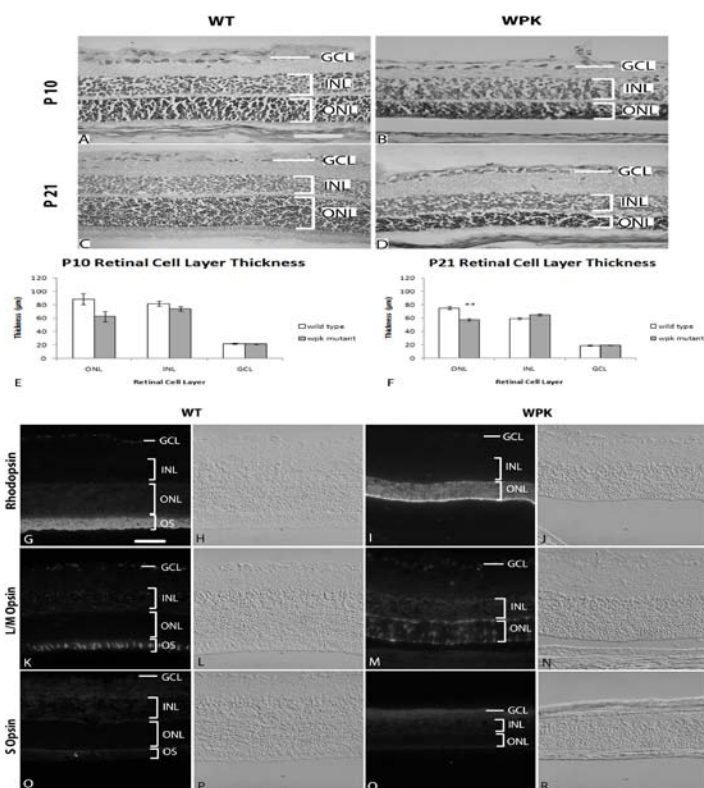 WT WPK
P 10
GCL GCL
INL INL
ONL ONL
A B
P 21
GCL GCL
INL INL
ONL ONL
C D
P10 Retinal Cell Layer Thickness P21 Retinal Cell Layer Thickness
Thickness (μm) Thickness (μm)
120 120
100 100
80 80
60 60
40 40
20 20
0 0
**
wild type wild type
wpk mutant wpk mutant
ONL INL GCL ONL INL GCL
E Retinal Cell Layer F Retinal Cell Layer
WT WPK
Rhodopsin
GCL GCL
INL INL
ONL ONL
OS
G H I J
L/M Opsin
GCL GCL
INL INL
ONL ONL
OS
K L M N
S Opsin
GCL GCL
INL INL
ONL ONL
OS
O P Q R